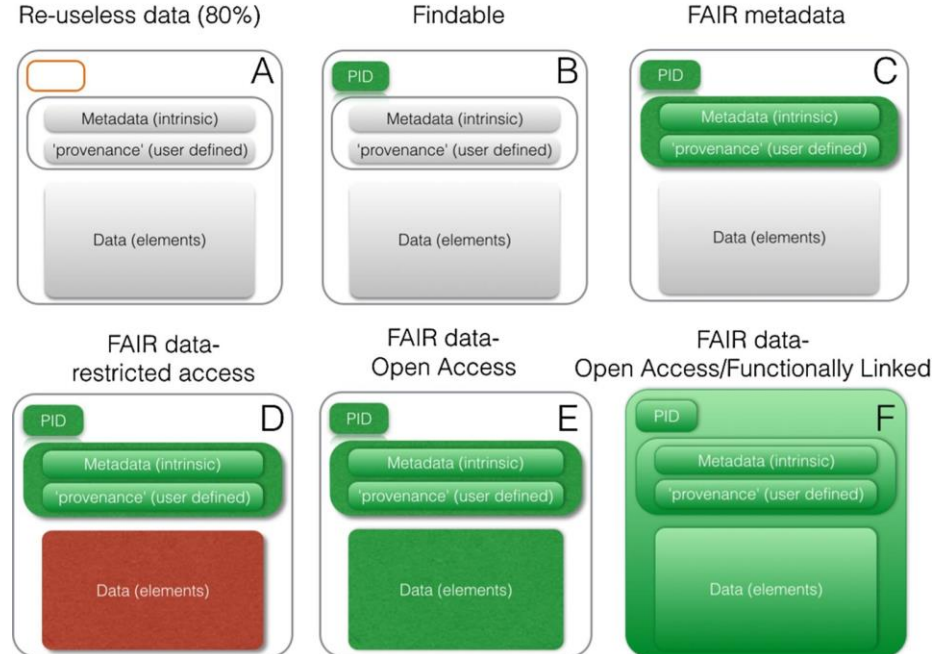 Re-useless data (80%)
Findable
FAIR metadata
A
Metadata (intrinsic)
'provenance' (user defined)
Data (elements)
PID
B
Metadata (intrinsic)
'provenance' (user defined)
Data (elements)
PID
C
Metadata (intrinsic)
'provenance' (user defined)
Data (elements)
FAIR data-
restricted access
FAIR data-
Open Access
FAIR data-
Open Access/Functionally Linked
PID
D
Metadata (intrinsic)
'provenance' (user defined)
Data (elements)
PID
E
Metadata (intrinsic)
'provenance' (user defined)
Data (elements)
PID
F
Metadata (intrinsic)
'provenance' (user defined)
Data (elements)